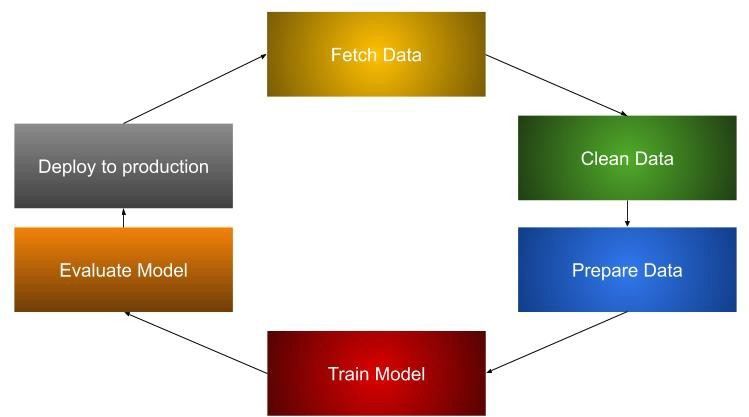 Fetch Data
Clean Data
Prepare Data
Train Model
Evaluate Model
Deploy to production